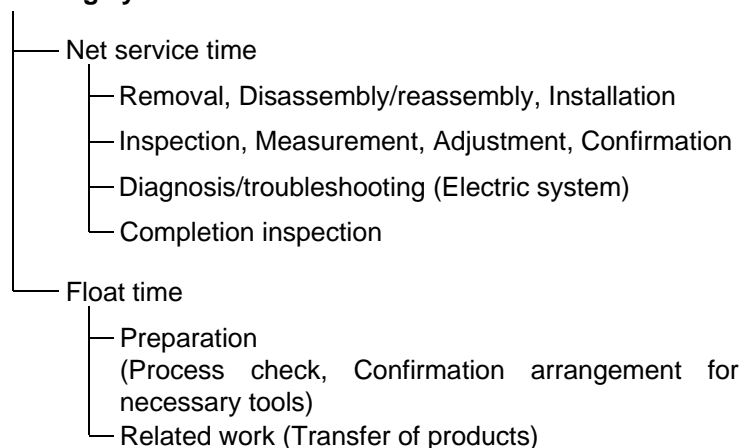 Net service time
Removal, Disassembly/reassembly, Installation
Inspection, Measurement, Adjustment, Confirmation
Diagnosis/troubleshooting (Electric system)
Completion inspection
Float time
Preparation
(Process check, Confirmation arrangement for
necessary tools)
Related work (Transfer of products)